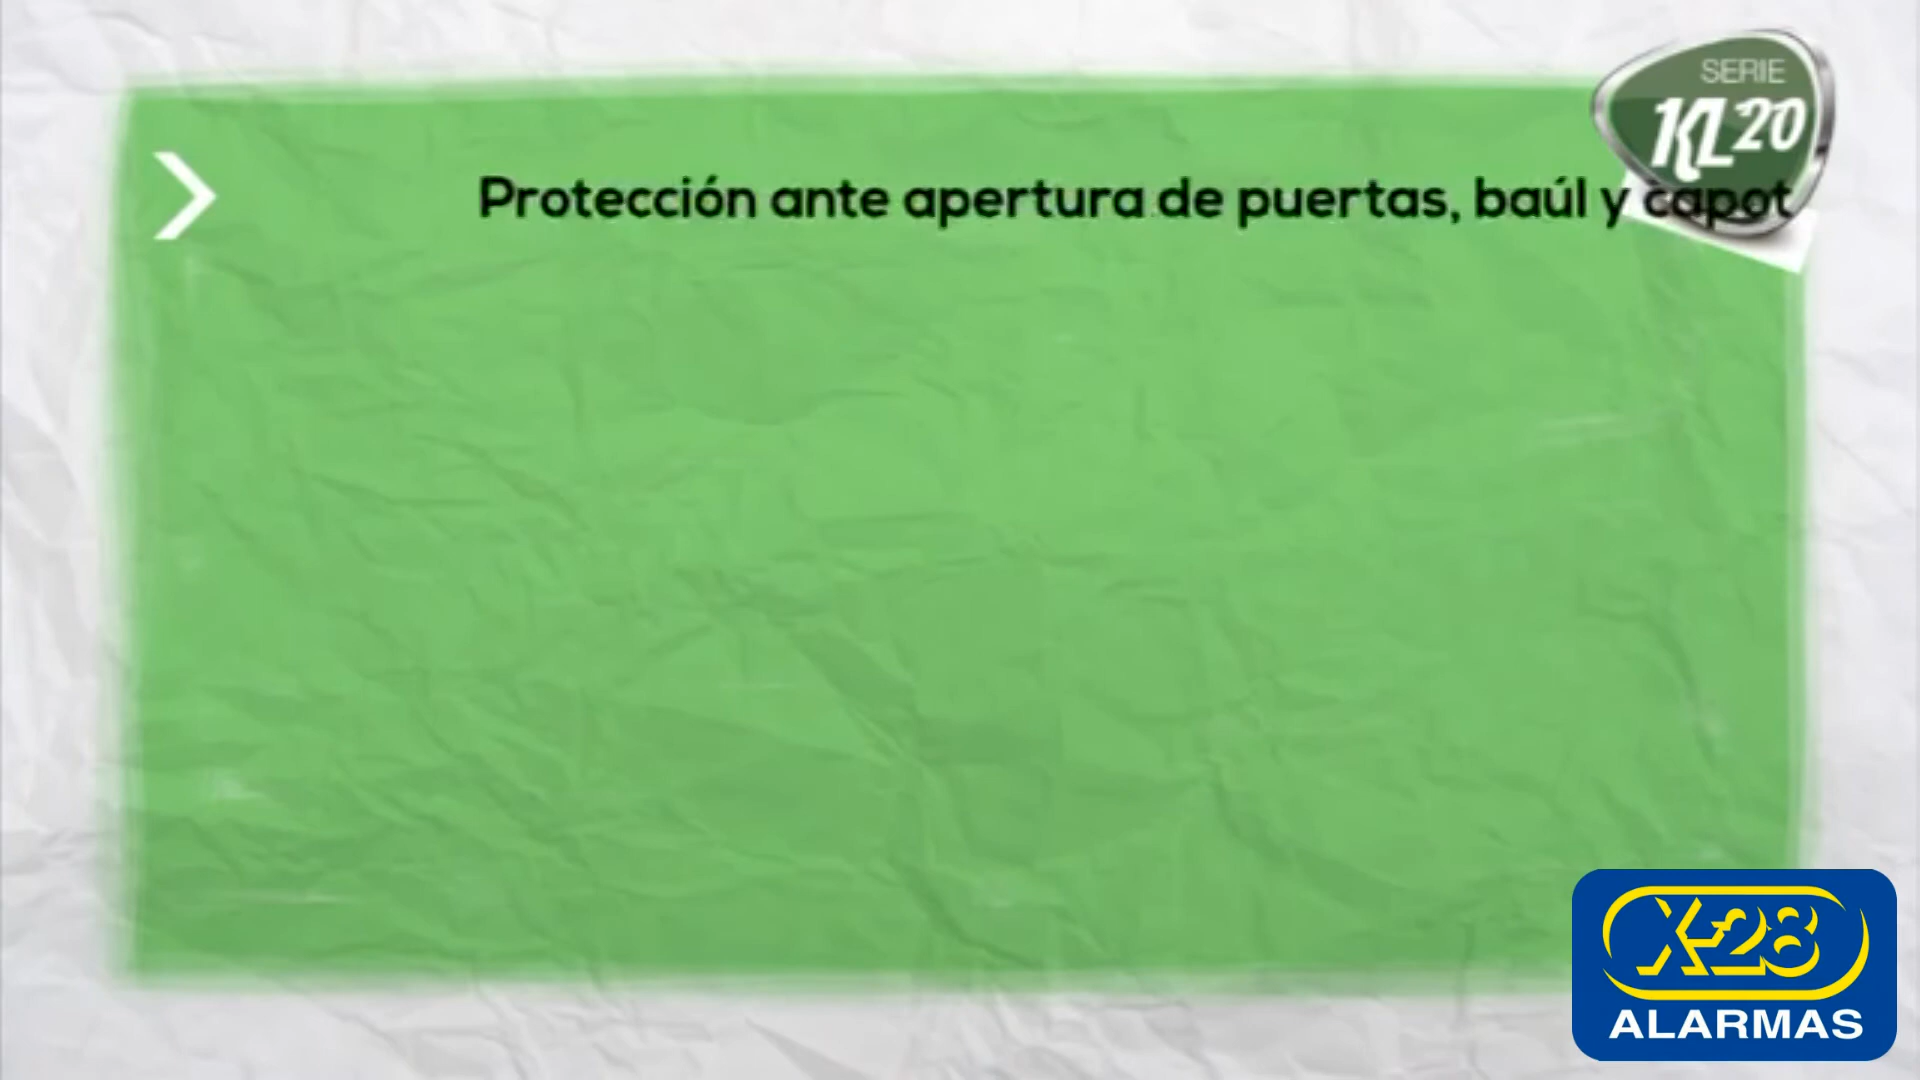 SERIE
KL20
Protección ante apertura de puertas, baúl y capot
X-28
ALARMAS